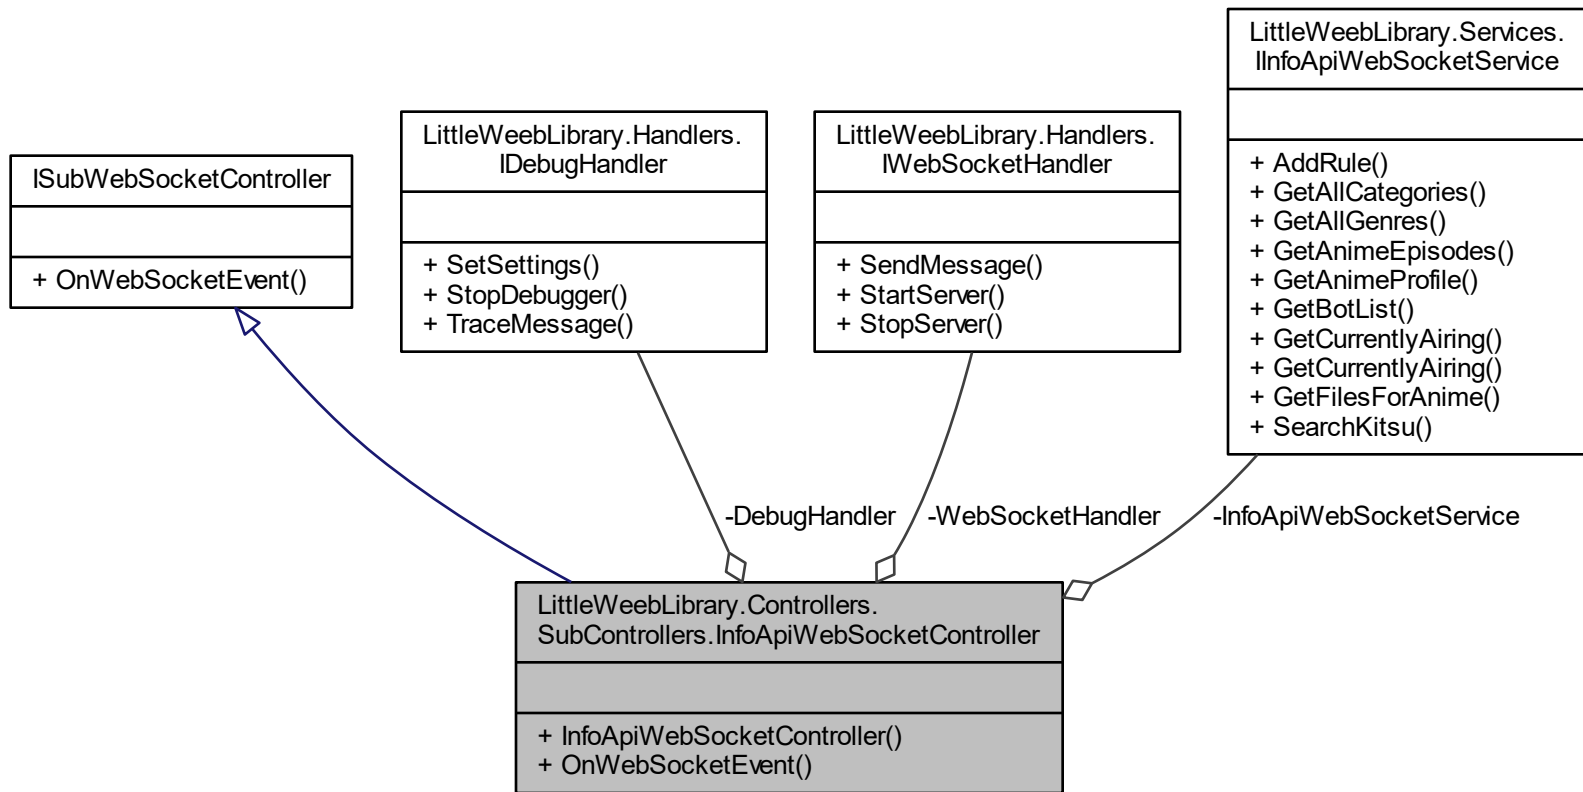 LittleWeebLibrary.Services.
IInfoApiWebSocketService
+ AddRule()
+ GetAllCategories()
+ GetAllGenres()
+ GetAnimeEpisodes()
+ GetAnimeProfile()
+ GetBotList()
+ GetCurrentlyAiring()
+ GetCurrentlyAiring()
+ GetFilesForAnime()
+ SearchKitsu()
LittleWeebLibrary.Handlers.
IDebugHandler
+ SetSettings()
+ StopDebugger()
+ TraceMessage()
LittleWeebLibrary.Handlers.
IWebSocketHandler
+ SendMessage()
+ StartServer()
+ StopServer()
ISubWebSocketController
+ OnWebSocketEvent()
-DebugHandler
-WebSocketHandler
-InfoApiWebSocketService
LittleWeebLibrary.Controllers.
SubControllers.InfoApiWebSocketController
+ InfoApiWebSocketController()
+ OnWebSocketEvent()